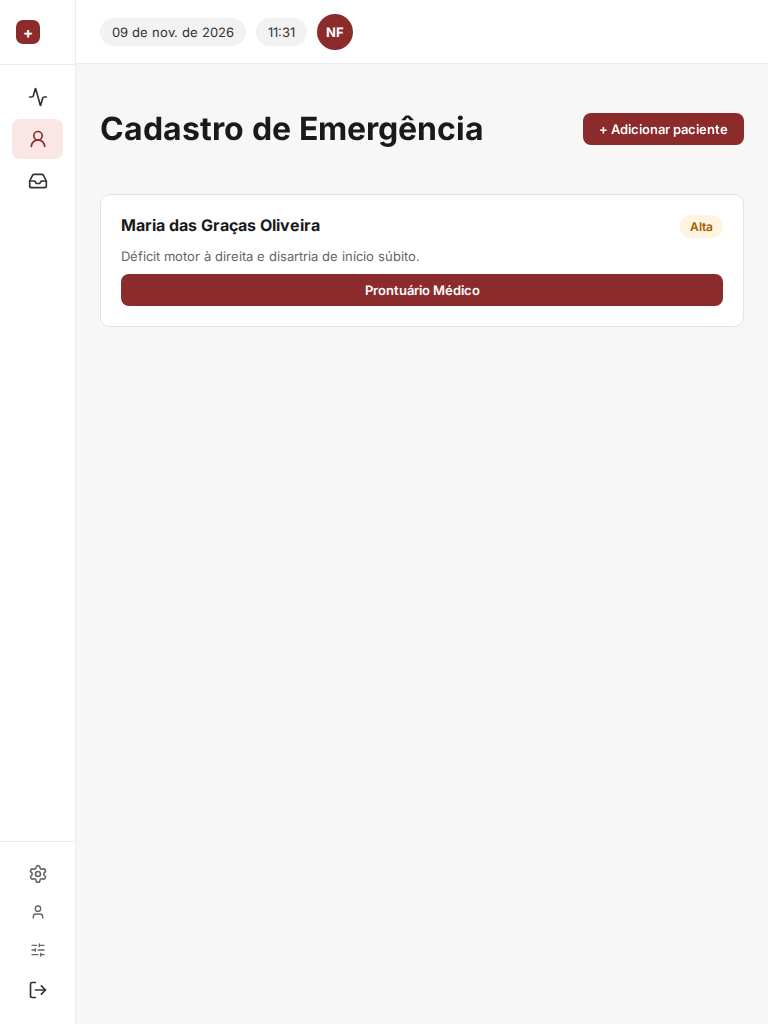 +
09 de nov. de 2026
11:31
NF
Cadastro de Emergência
+ Adicionar paciente
Maria das Graças Oliveira
Alta
Déficit motor à direita e disartria de início súbito.
Prontuário Médico